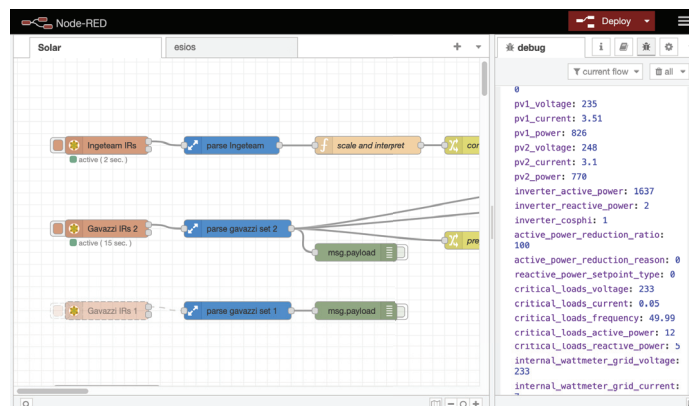 Node-RED
Deploy
Solar
esios
debug
i
current flow
all
Ingeteam IRs
parse Ingeteam
scale and interpret
active ( 2 sec. )
Gavazzi IRs 2
parse gavazzi set 2
active ( 15 sec. )
msg.payload
Gavazzi IRs 1
parse gavazzi set 1
msg.payload
0
pv1_voltage: 235
pv1_current: 3.51
pv1_power: 826
pv2_voltage: 248
pv2_current: 3.1
pv2_power: 770
inverter_active_power: 1637
inverter_reactive_power: 2
inverter_cosphi: 1
active_power_reduction_ratio:
100
active_power_reduction_reason: 0
reactive_power_setpoint_type: 0
critical_loads_voltage: 233
critical_loads_current: 0.05
critical_loads_frequency: 49.99
critical_loads_active_power: 12
critical_loads_reactive_power: 5
internal_wattmeter_grid_voltage:
233
internal_wattmeter_grid_current: